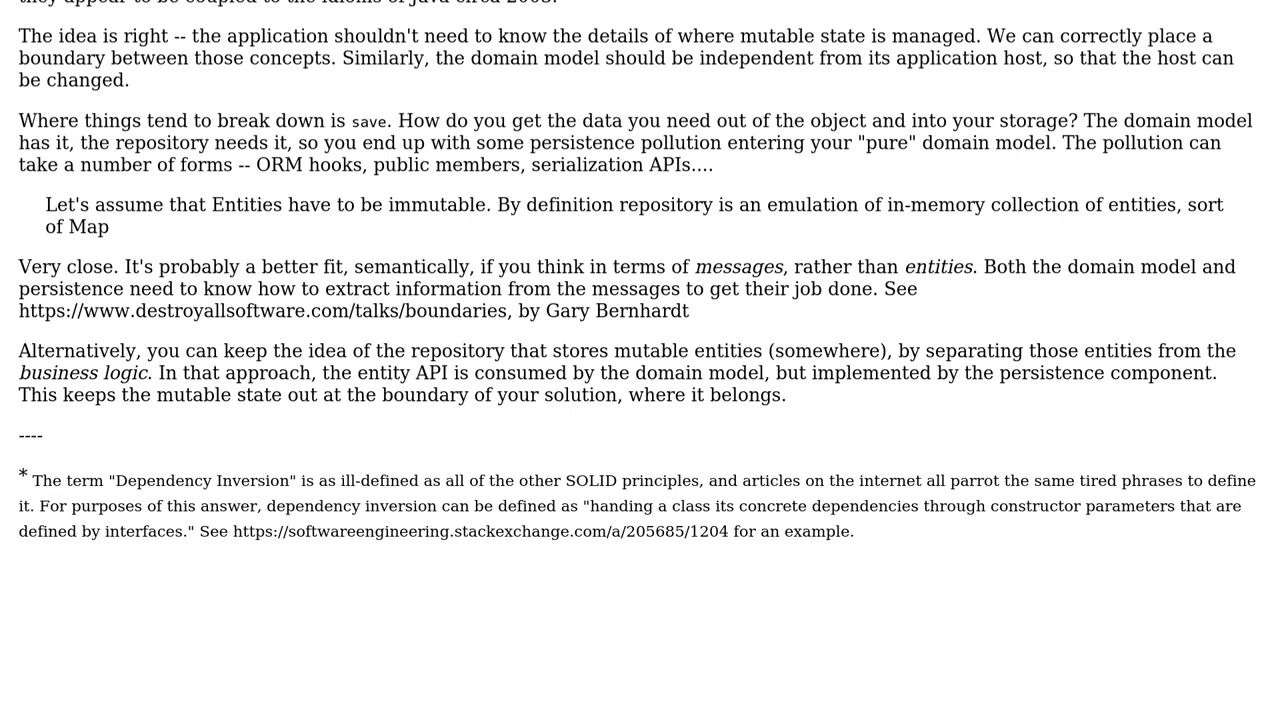 they appear to be coupled to the idioms of Java circa 2003.
The idea is right -- the application shouldn't need to know the details of where mutable state is managed. We can correctly place a
boundary between those concepts. Similarly, the domain model should be independent from its application host, so that the host can
be changed.
Where things tend to break down is save. How do you get the data you need out of the object and into your storage? The domain model
has it, the repository needs it, so you end up with some persistence pollution entering your "pure" domain model. The pollution can
take a number of forms -- ORM hooks, public members, serialization APIs....
Let's assume that Entities have to be immutable. By definition repository is an emulation of in-memory collection of entities, sort
of Map
Very close. It's probably a better fit, semantically, if you think in terms of messages, rather than entities. Both the domain model and
persistence need to know how to extract information from the messages to get their job done. See
https://www.destroyallsoftware.com/talks/boundaries, by Gary Bernhardt
Alternatively, you can keep the idea of the repository that stores mutable entities (somewhere), by separating those entities from the
business logic. In that approach, the entity API is consumed by the domain model, but implemented by the persistence component.
This keeps the mutable state out at the boundary of your solution, where it belongs.
----
* The term "Dependency Inversion" is as ill-defined as all of the other SOLID principles, and articles on the internet all parrot the same tired phrases to define
it. For purposes of this answer, dependency inversion can be defined as "handing a class its concrete dependencies through constructor parameters that are
defined by interfaces." See https://softwareengineering.stackexchange.com/a/205685/1204 for an example.